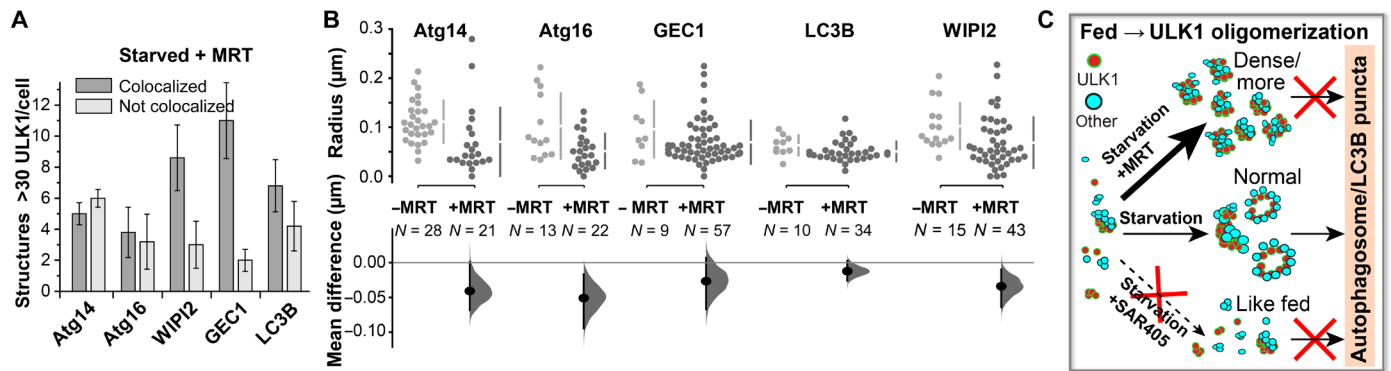 A
Starved + MRT
Colocalized
Not colocalized
Structures >30 ULK1/cell
12
10
8
6
4
2
0
Atg14
Atg16
WIPI2
GEC1
LC3B
B
Atg14
Atg16
GEC1
LC3B
WIPI2
Radius (µm)
0.3
0.2
0.1
0.0
–MRT +MRT –MRT +MRT – MRT +MRT –MRT +MRT –MRT +MRT
N = 28 N = 21 N = 13 N = 22 N = 9 N = 57 N = 10 N = 34 N = 15 N = 43
Mean difference (µm)
0.00
–0.05
–0.10
C
Fed → ULK1 oligomerization
ULK1
Other
Dense/
more
Starvation
+MRT
Normal
Starvation
Like fed
Starvation
+SAR405
Autophagosome/LC3B puncta